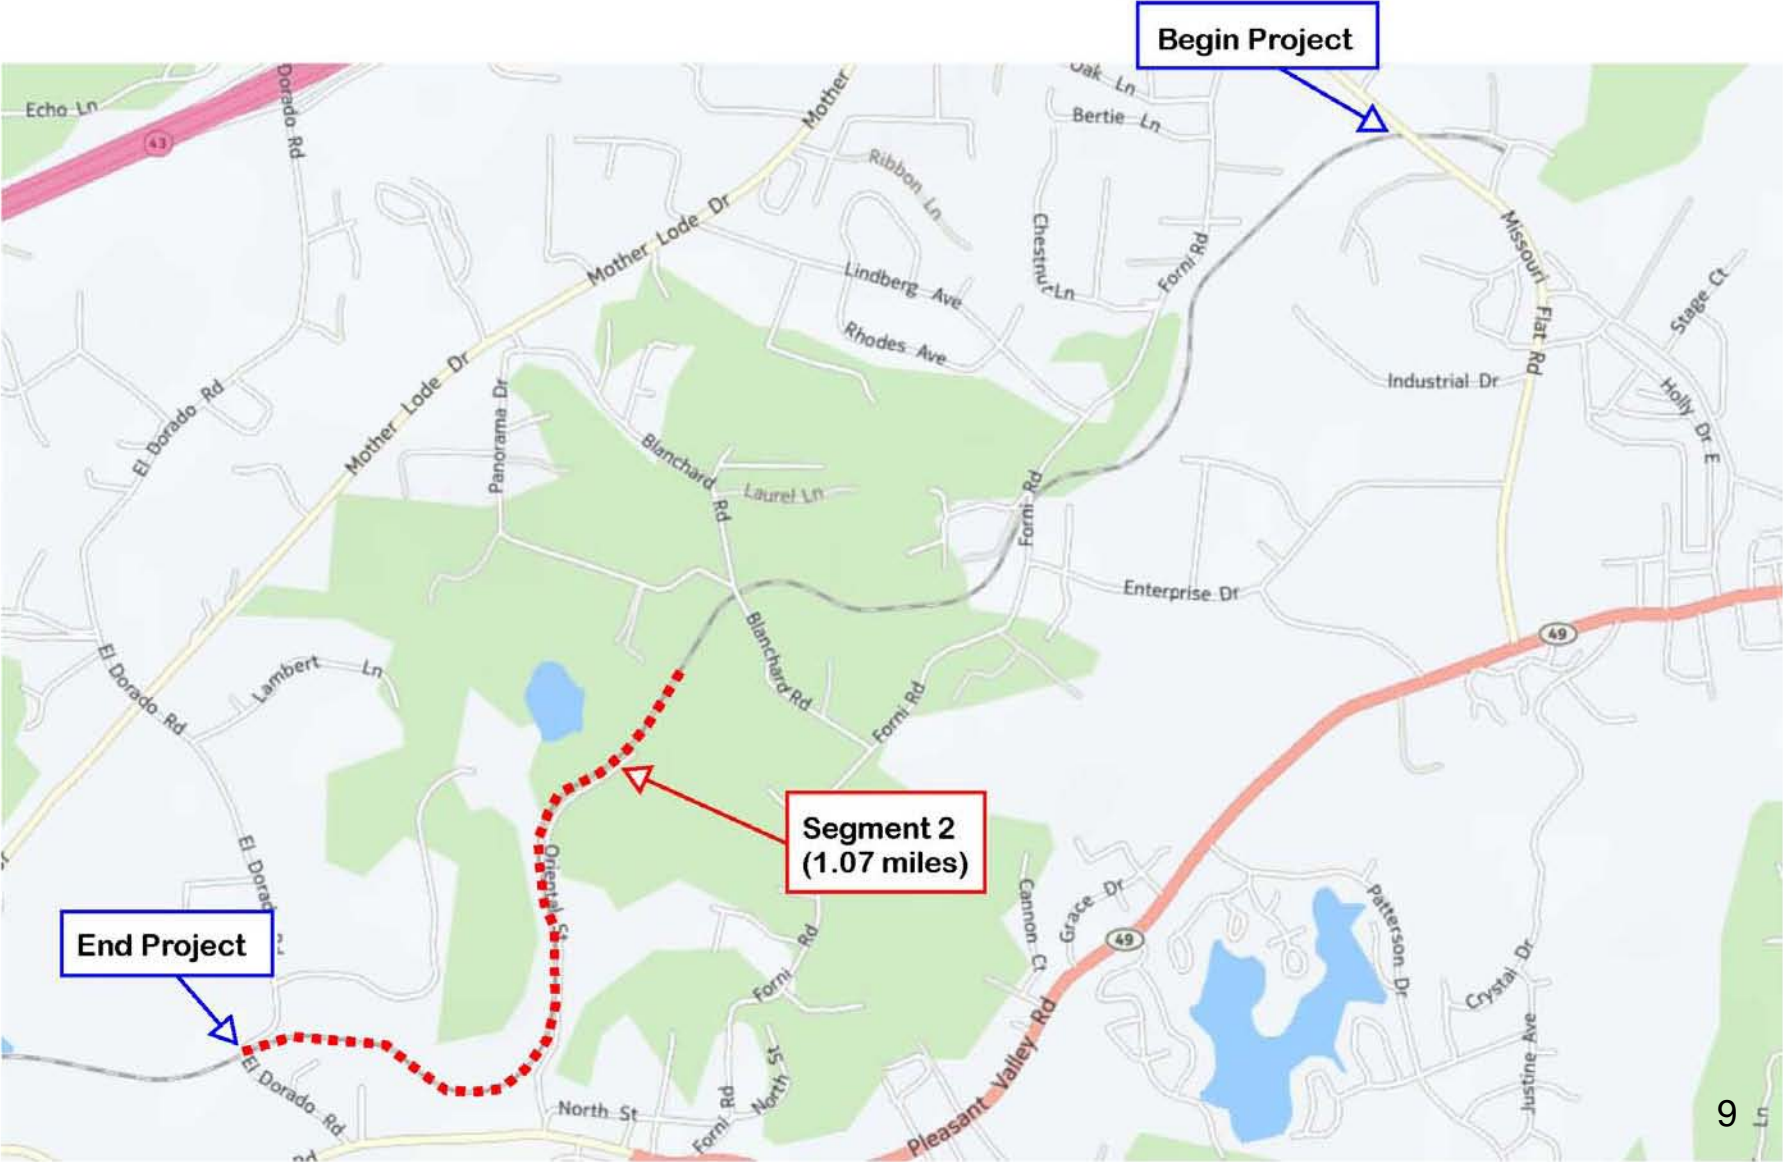 Begin Project
Oak Ln
Echo Ln
Dorado Rd
Mother
Bertie Ln
43
Ribbon Ln
Mother Lode Dr
Chestnut Ln
Forni Rd
Missouri Flat Rd
Lindberg Ave
Stage Ct
Rhodes Ave
Mother Lode Dr
Industrial Dr
Holly Dr E
El Dorado Rd
Panorama Dr
Blanchard Rd
Laurel Ln
Forni Rd
Enterprise Dr
49
Blanchard Rd
El Dorado Rd
Lambert Ln
Forni Rd
Segment 2
(1.07 miles)
Oriental St
El Dorad
Cannon Ct
Grace Dr
Patterson Dr
49
End Project
Forni Rd
Crystal Dr
Pleasant Valley Rd
Justine Ave
El Dorado Rd
North St
Forni Rd
North St
Rd
9
Ln